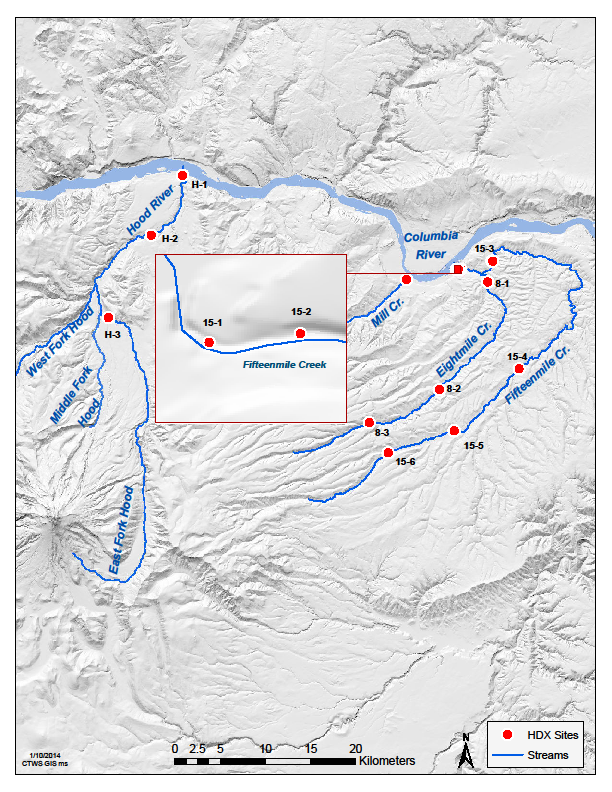 H-1
Hood River
H-2
Columbia
River
15-3
8-1
Mill Cr.
15-1
15-2
Fifteenmile Creek
H-3
West Fork Hood
Middle Fork
Hood
Eightmile Cr.
15-4
Fifteenmile Cr.
8-2
8-3
15-5
15-6
East Fork Hood
N
HDX Sites
Streams
0 2.5 5 10 15 20
Kilometers
1/10/2014
CTWS GIS ms